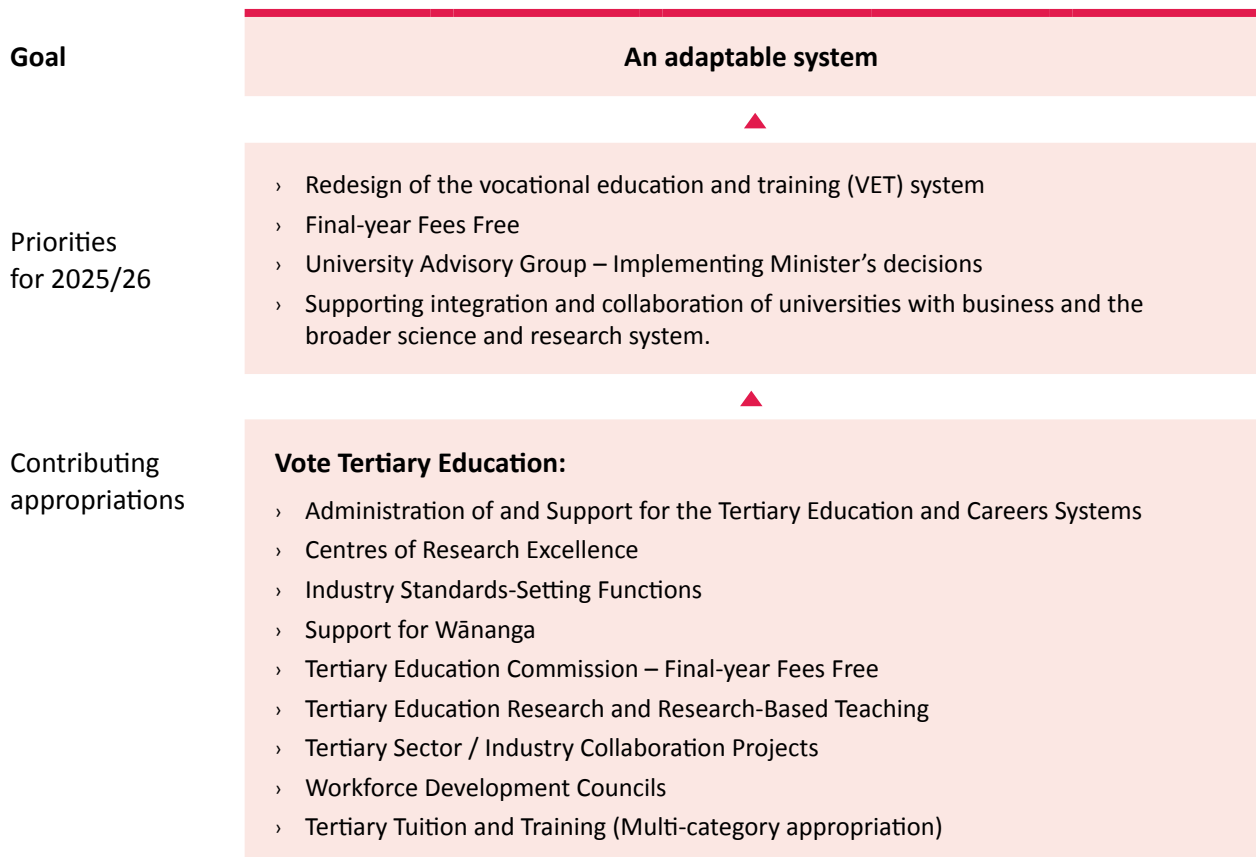 Goal
An adaptable system
Priorities
for 2025/26
› Redesign of the vocational education and training (VET) system
› Final-year Fees Free
› University Advisory Group – Implementing Minister’s decisions
› Supporting integration and collaboration of universities with business and the
broader science and research system.
Contributing
appropriations
Vote Tertiary Education:
› Administration of and Support for the Tertiary Education and Careers Systems
› Centres of Research Excellence
› Industry Standards-Setting Functions
› Support for Wānanga
› Tertiary Education Commission – Final-year Fees Free
› Tertiary Education Research and Research-Based Teaching
› Tertiary Sector / Industry Collaboration Projects
› Workforce Development Councils
› Tertiary Tuition and Training (Multi-category appropriation)